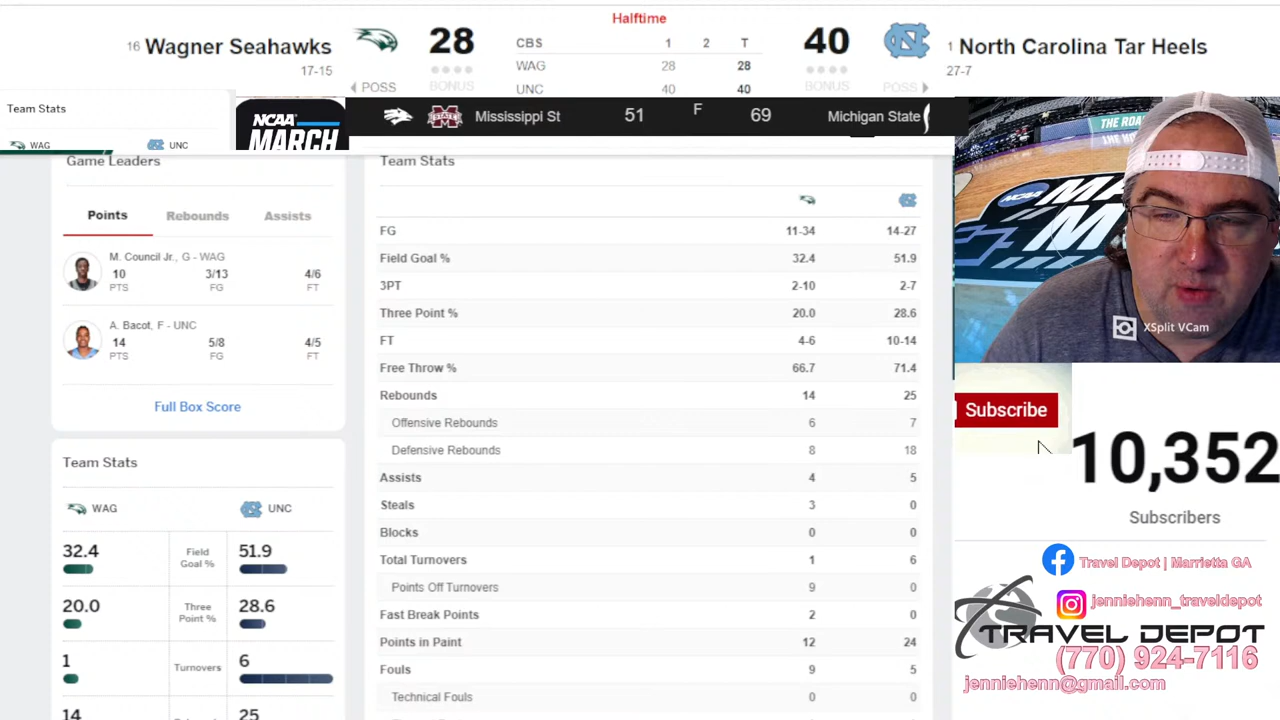 Halftime
16 Wagner Seahawks
17-15
28
POSS
BONUS
CBS 1 2 T
WAG 28 28
UNC 40 40
40
BONUS
POSS
1 North Carolina Tar Heels
27-7
Team Stats
WAG UNC
NCAA
MARCH
STATE
Mississippi St 51 F 69 Michigan State
Game Leaders
Points Rebounds Assists
M. Council Jr., G - WAG
10 3/13 4/6
PTS FG FT
A. Bacot, F - UNC
14 5/8 4/5
PTS FG FT
Full Box Score
Team Stats
WAG UNC
32.4 Field Goal % 51.9
20.0 Three Point % 28.6
1 Turnovers 6
14 25
Team Stats
FG 11-34 14-27
Field Goal % 32.4 51.9
3PT 2-10 2-7
Three Point % 20.0 28.6
FT 4-6 10-14
Free Throw % 66.7 71.4
Rebounds 14 25
Offensive Rebounds 6 7
Defensive Rebounds 8 18
Assists 4 5
Steals 3 0
Blocks 0 0
Total Turnovers 1 6
Points Off Turnovers 9 0
Fast Break Points 2 0
Points in Paint 12 24
Fouls 9 5
Technical Fouls 0 0
THE ROA
NCAA
MA
M
XSplit VCam
Subscribe
10,352
Subscribers
Travel Depot | Marrietta GA
jenniehenn_traveldepot
TRAVEL DEPOT
(770) 924-7116
jenniehenn@gmail.com